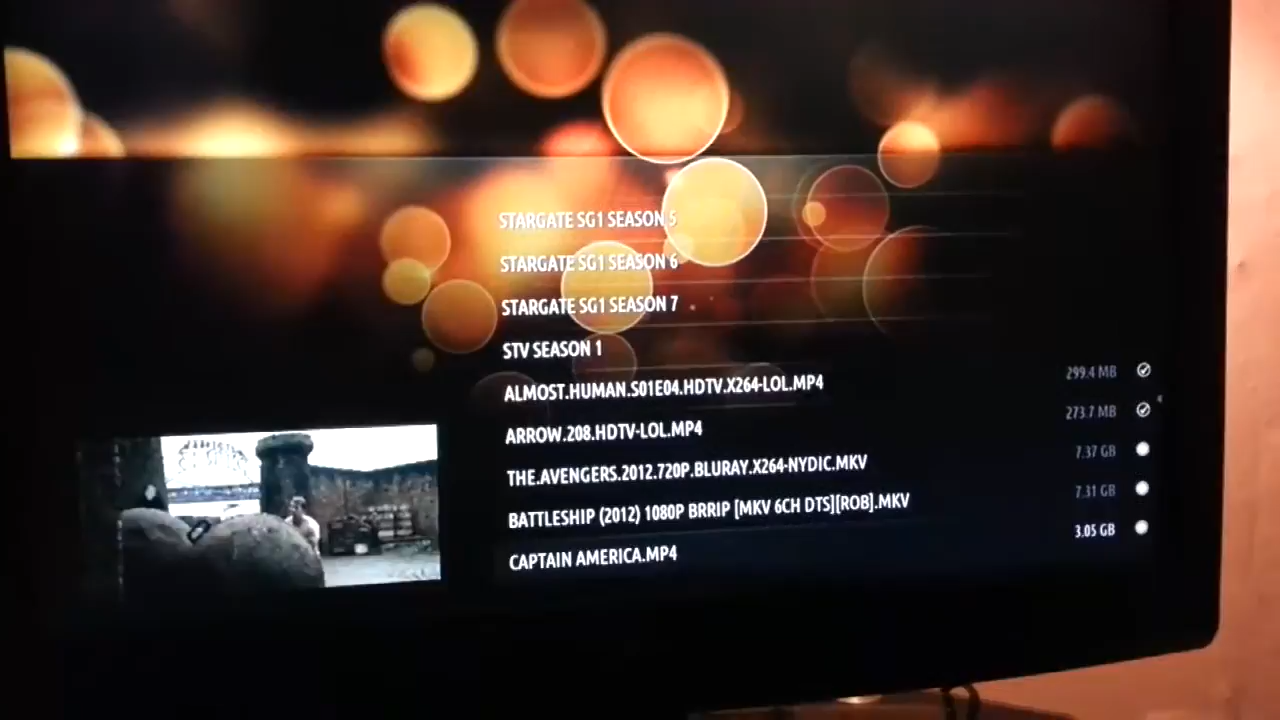 STARGATE SG1 SEASON 5
STARGATE SG1 SEASON 6
STARGATE SG1 SEASON 7
STV SEASON 1
ALMOST.HUMAN.S01E04.HDTV.X264-LOL.MP4 299.4 MB
ARROW.208.HDTV-LOL.MP4 273.7 MB
THE.AVENGERS.2012.720P.BLURAY.X264-NYDIC.MKV 7.37 GB
BATTLESHIP (2012) 1080P BRRIP [MKV 6CH DTS][ROB].MKV 7.31 GB
CAPTAIN AMERICA.MP4 3.05 GB